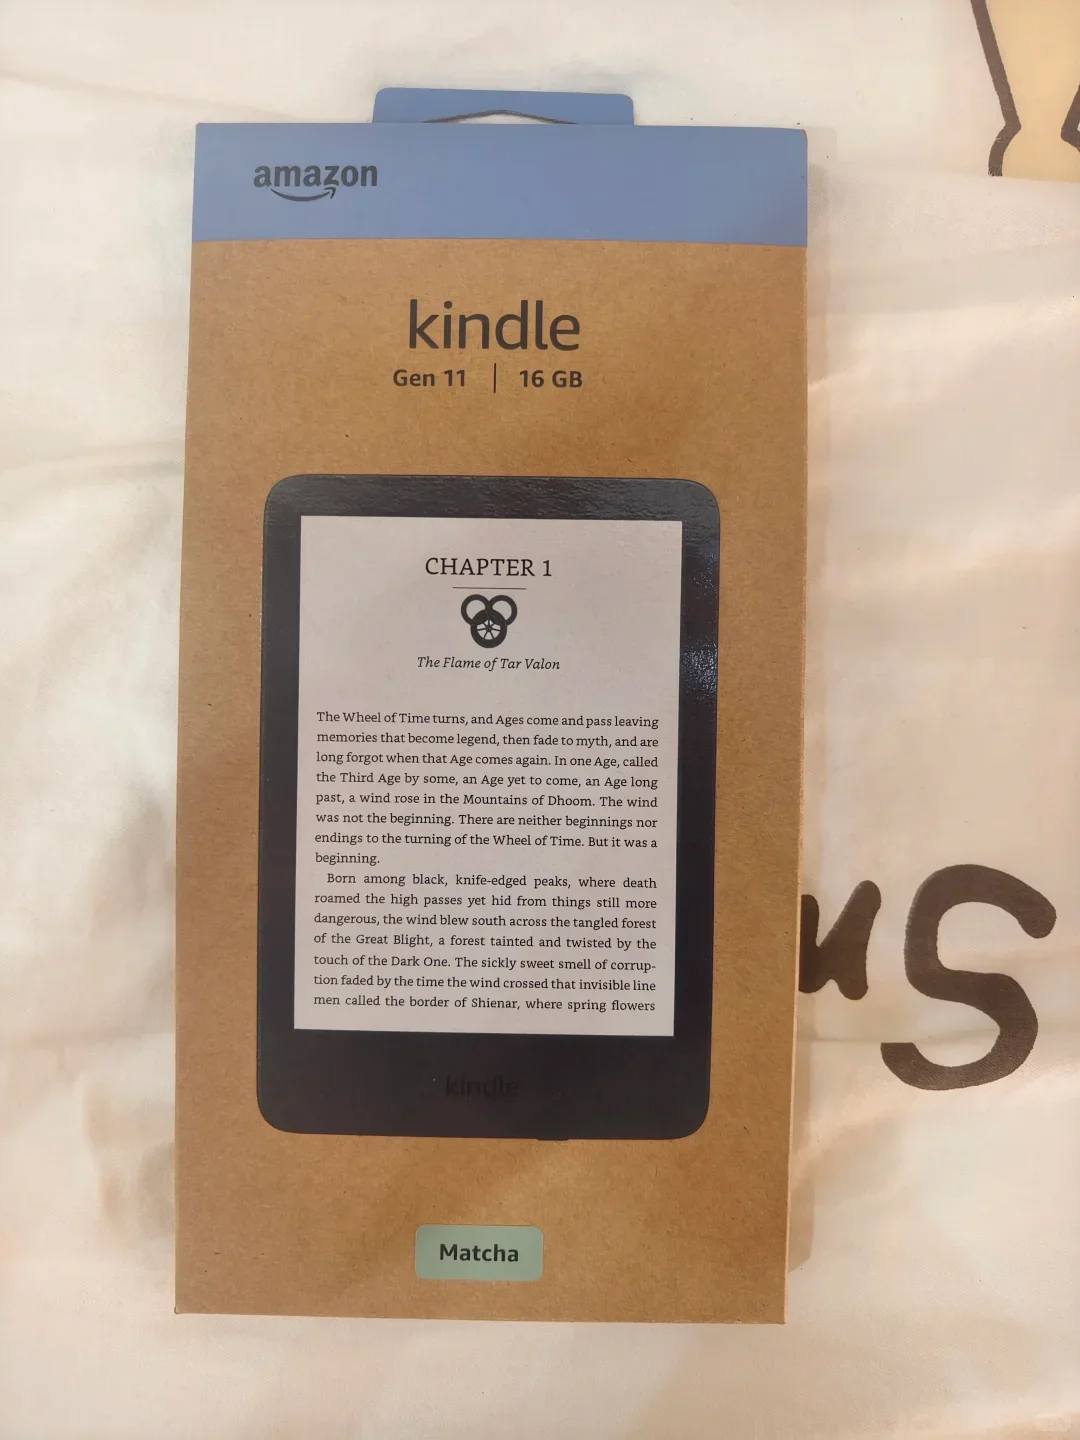 amazon
kindle
Gen 11 | 16 GB
CHAPTER 1
The Flame of Tar Valon
The Wheel of Time turns, and Ages come and pass leaving
memories that become legend, then fade to myth, and are
long forgot when that Age comes again. In one Age, called
the Third Age by some, an Age yet to come, an Age long
past, a wind rose in the Mountains of Dhoom. The wind
was not the beginning. There are neither beginnings nor
endings to the turning of the Wheel of Time. But it was a
beginning.
Born among black, knife-edged peaks, where death
roamed the high passes yet hid from things still more
dangerous, the wind blew south across the tangled forest
of the Great Blight, a forest tainted and twisted by the
touch of the Dark One. The sickly sweet smell of corrup-
tion faded by the time the wind crossed that invisible line
men called the border of Shienar, where spring flowers
kindle
Matcha